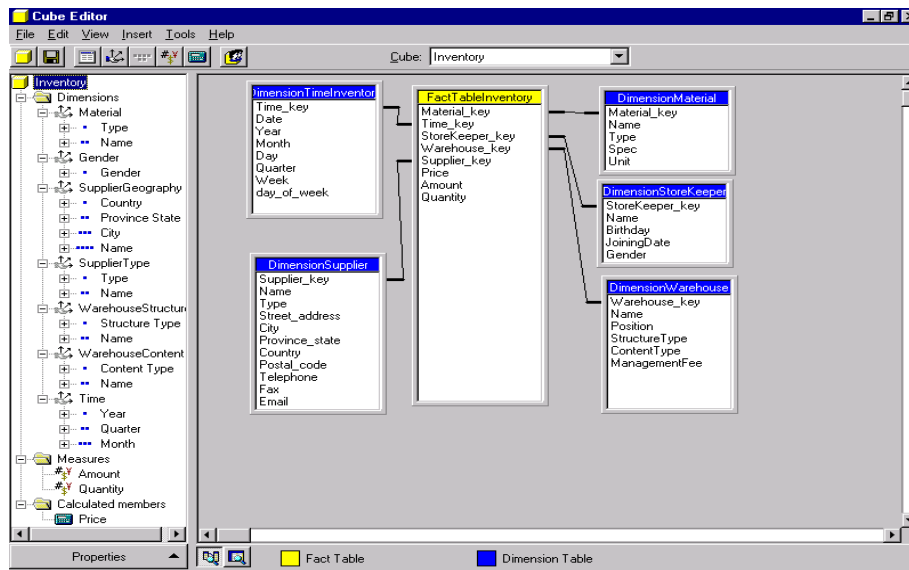 Cube Editor
File Edit View Insert Tools Help
Cube: Inventory
Inventory
Dimensions
Material
Type
Name
Gender
Gender
SupplierGeography
Country
Province State
City
Name
SupplierType
Type
Name
WarehouseStructur
Structure Type
Name
WarehouseContent
Content Type
Name
Time
Year
Quarter
Month
Measures
Amount
Quantity
Calculated members
Price
Properties
DimensionTimeInventor
Time_key
Date
Year
Month
Day
Quarter
Week
day_of_week
DimensionSupplier
Supplier_key
Name
Type
Street_address
City
Province_state
Country
Postal_code
Telephone
Fax
Email
FactTableInventory
Material_key
Time_key
StoreKeeper_key
Warehouse_key
Supplier_key
Price
Amount
Quantity
DimensionMaterial
Material_key
Name
Type
Spec
Unit
DimensionStoreKeeper
StoreKeeper_key
Name
Birthday
JoiningDate
Gender
DimensionWarehouse
Warehouse_key
Name
Position
StructureType
ContentType
ManagementFee
Fact Table
Dimension Table